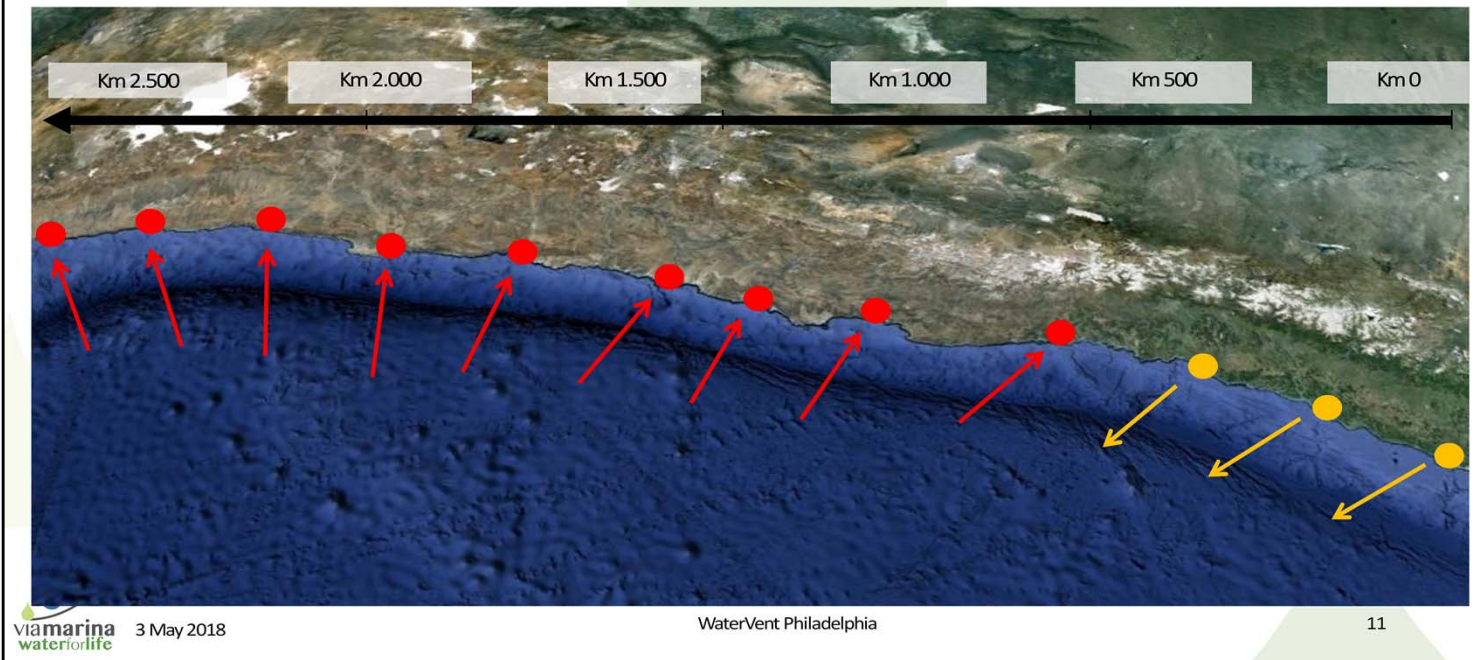 Km 2.500
Km 2.000
Km 1.500
Km 1.000
Km 500
Km 0
viamarina
waterforlife
3 May 2018
WaterVent Philadelphia
11